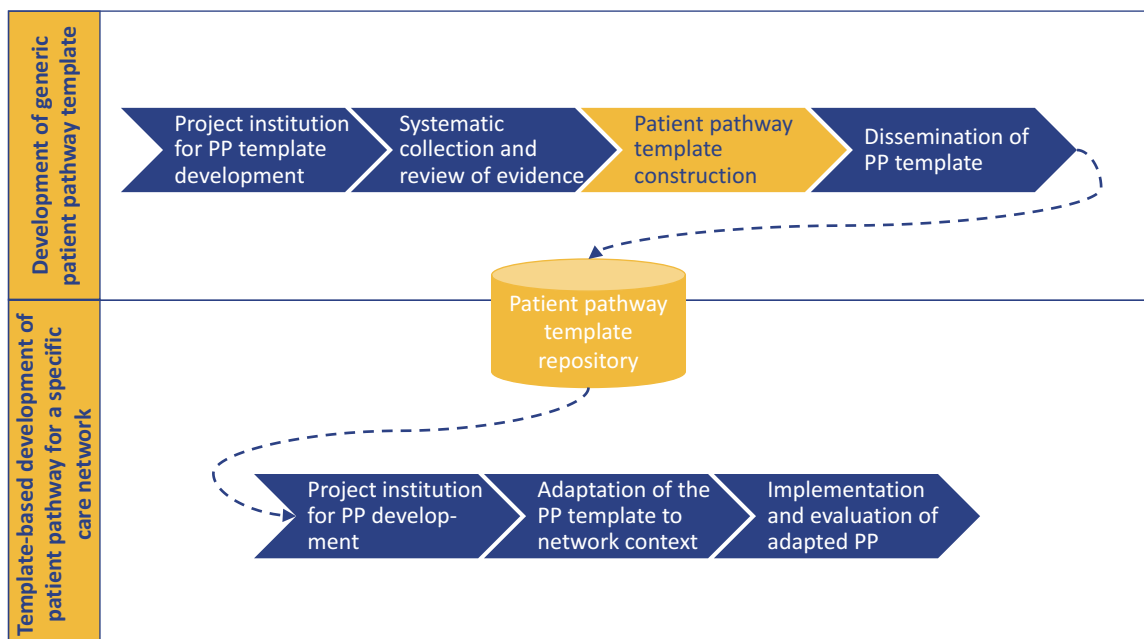 Development of generic
patient pathway template
Project institution
for PP template
development
Systematic
collection and
review of evidence
Patient pathway
template
construction
Dissemination of
PP template
Patient pathway
template
repository
Template-based development of
patient pathway for a specific
care network
Project institution
for PP develop-
ment
Adaptation of the
PP template to
network context
Implementation
and evaluation of
adapted PP